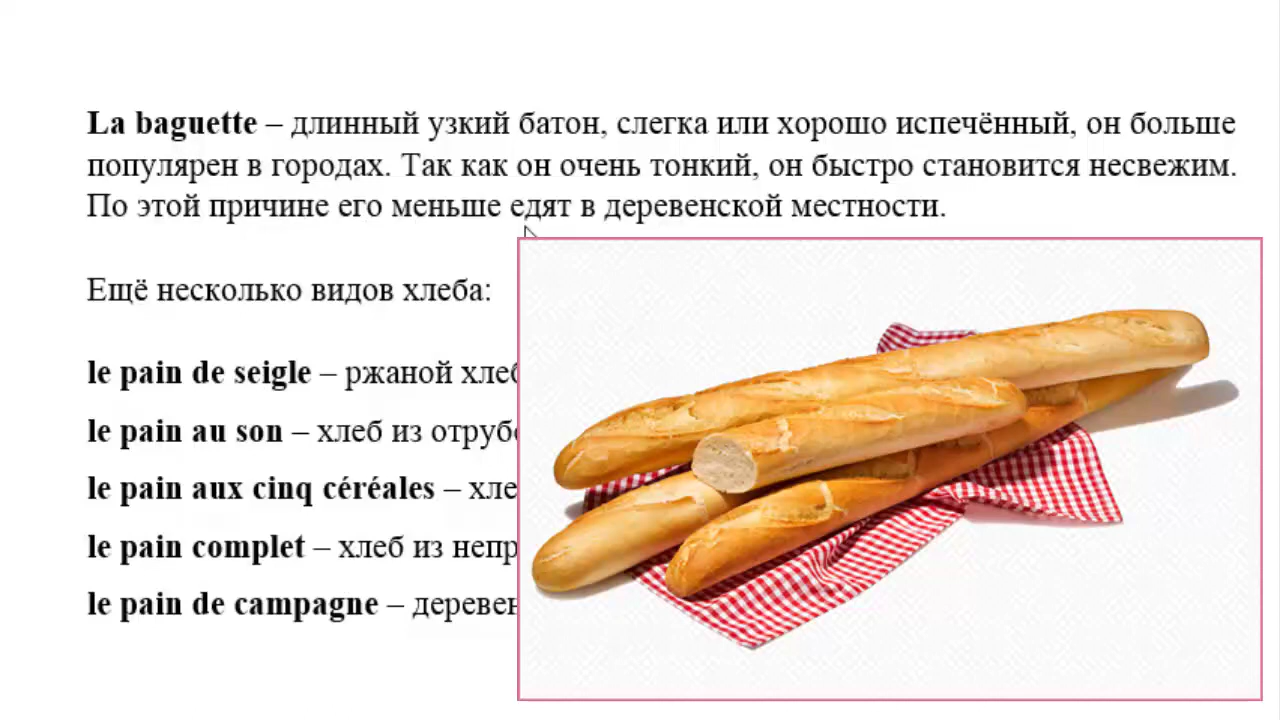 La baguette – длинный узкий батон, слегка или хорошо испечённый, он больше
популярен в городах. Так как он очень тонкий, он быстро становится несвежим.
По этой причине его меньше едят в деревенской местности.
Ещё несколько видов хлеба:
le pain de seigle – ржаной
le pain au son – хлеб из
le pain aux cinq céréales –
le pain complet – хлеб из
le pain de campagne –